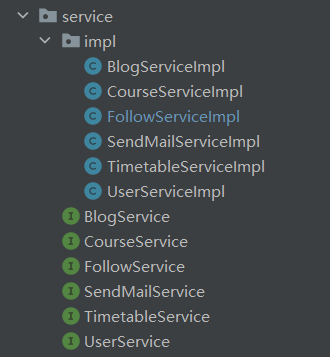 service
impl
C BlogServiceImpl
C CourseServiceImpl
C FollowServiceImpl
C SendMailServiceImpl
C TimetableServiceImpl
C UserServiceImpl
I BlogService
I CourseService
I FollowService
I SendMailService
I TimetableService
I UserService